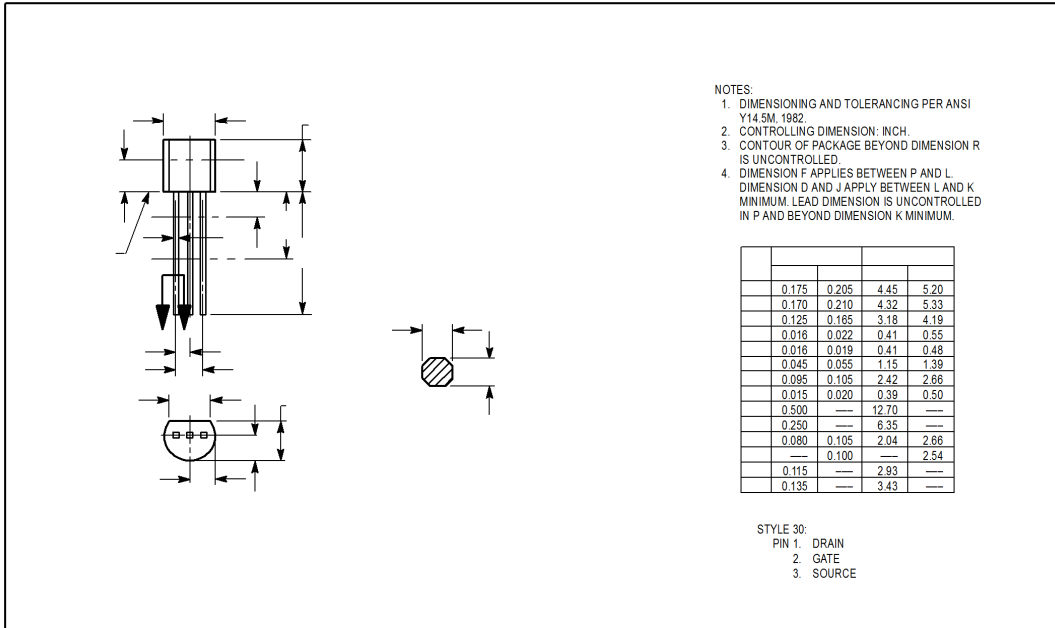 NOTES:
1. DIMENSIONING AND TOLERANCING PER ANSI
Y14.5M, 1982.
2. CONTROLLING DIMENSION: INCH.
3. CONTOUR OF PACKAGE BEYOND DIMENSION R
IS UNCONTROLLED.
4. DIMENSION F APPLIES BETWEEN P AND L.
DIMENSION D AND J APPLY BETWEEN L AND K
MINIMUM. LEAD DIMENSION IS UNCONTROLLED
IN P AND BEYOND DIMENSION K MINIMUM.
0.175 0.205 4.45 5.20
0.170 0.210 4.32 5.33
0.125 0.165 3.18 4.19
0.016 0.022 0.41 0.55
0.016 0.019 0.41 0.48
0.045 0.055 1.15 1.39
0.095 0.105 2.42 2.66
0.015 0.020 0.39 0.50
0.500 ––– 12.70 –––
0.250 ––– 6.35 –––
0.080 0.105 2.04 2.66
––– 0.100 ––– 2.54
0.115 ––– 2.93 –––
0.135 ––– 3.43 –––
STYLE 30:
PIN 1. DRAIN
2. GATE
3. SOURCE